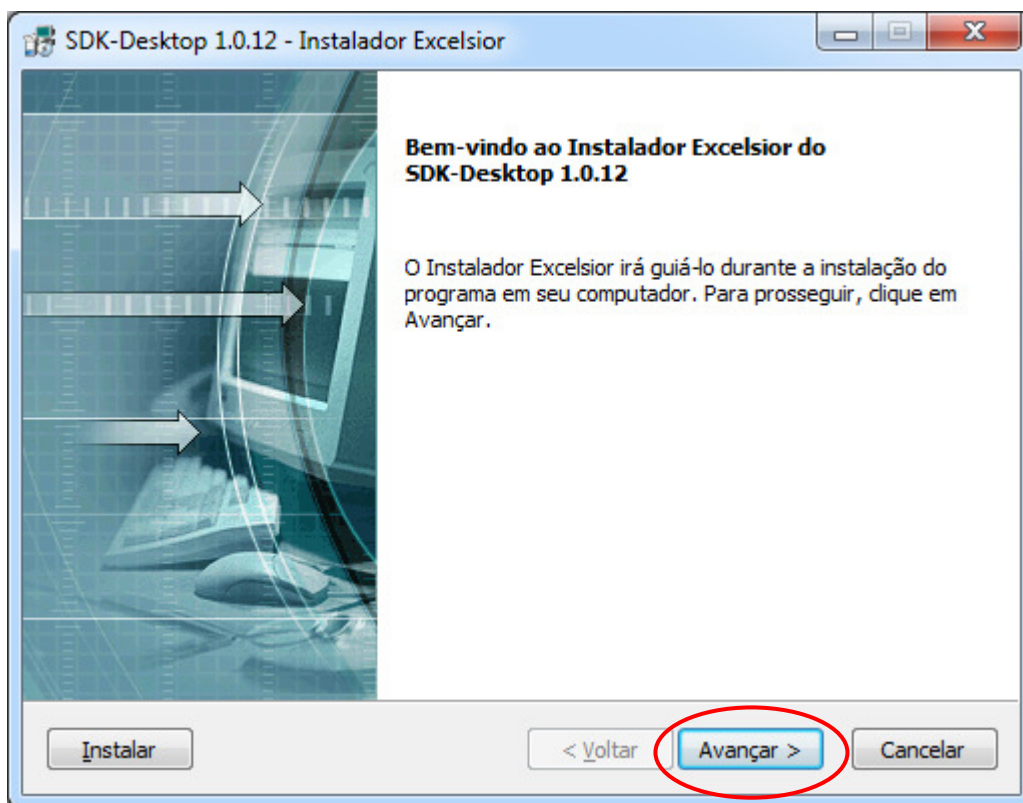 SDK-Desktop 1.0.12 - Instalador Excelsior
Bem-vindo ao Instalador Excelsior do
SDK-Desktop 1.0.12
O Instalador Excelsior irá guiá-lo durante a instalação do
programa em seu computador. Para prosseguir, clique em
Avançar.
Instalar
< Voltar
Avançar >
Cancelar